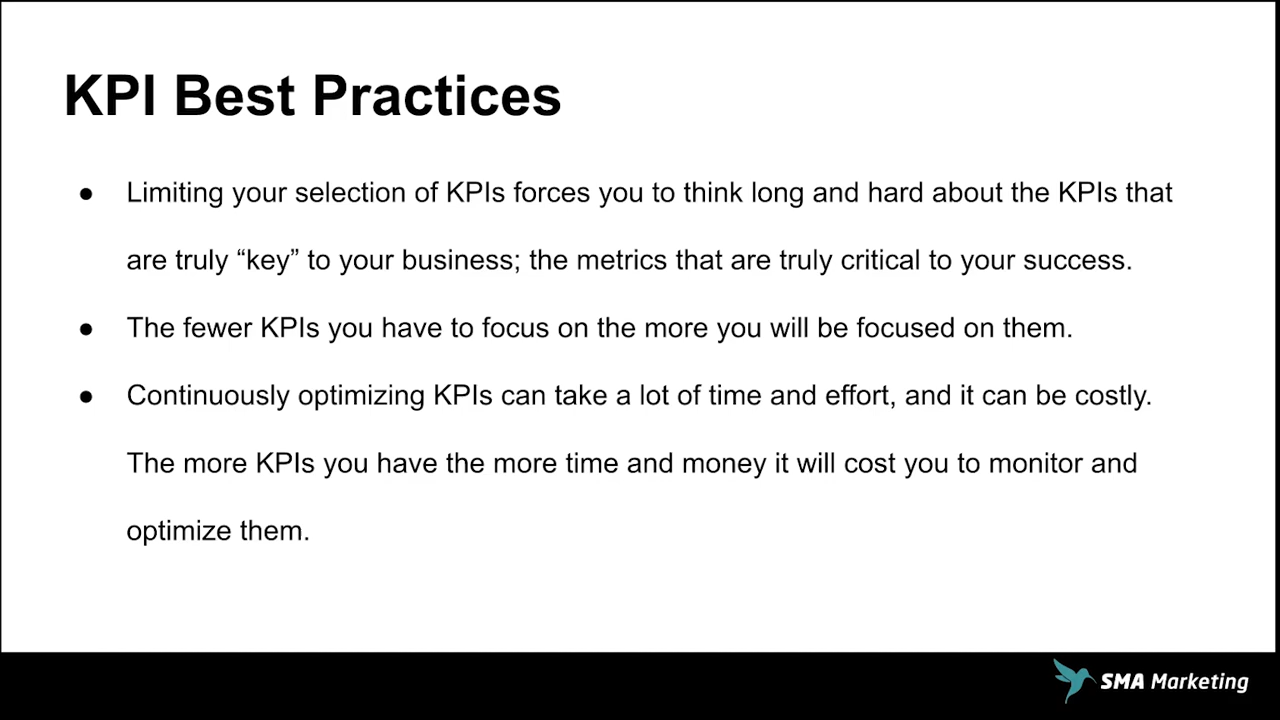 KPI Best Practices
● Limiting your selection of KPIs forces you to think long and hard about the KPIs that
are truly “key” to your business; the metrics that are truly critical to your success.
● The fewer KPIs you have to focus on the more you will be focused on them.
● Continuously optimizing KPIs can take a lot of time and effort, and it can be costly.
The more KPIs you have the more time and money it will cost you to monitor and
optimize them.
SMA Marketing